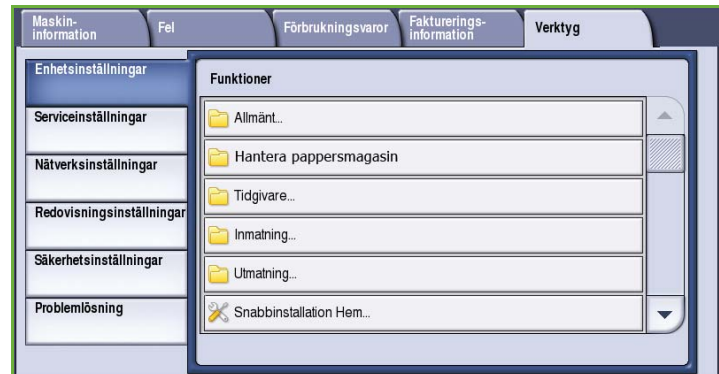 Maskin-
information
Fel
Förbrukningsvaror
Fakturerings-
information
Verktyg
Enhetsinställningar
Serviceinställningar
Nätverksinställningar
Redovisningsinställningar
Säkerhetsinställningar
Problemlösning
Funktioner
Allmänt...
Hantera pappersmagasin
Tidgivare...
Inmatning...
Utmatning...
Snabbinstallation Hem...